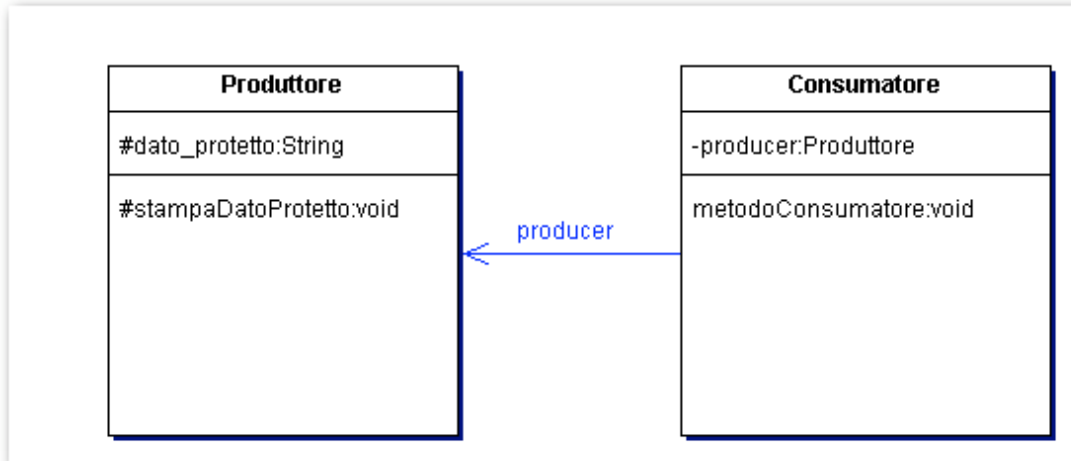 Produttore
#dato_protetto:String
#stampaDatoProtetto:void
producer
Consumatore
-producer:Produttore
metodoConsumatore:void